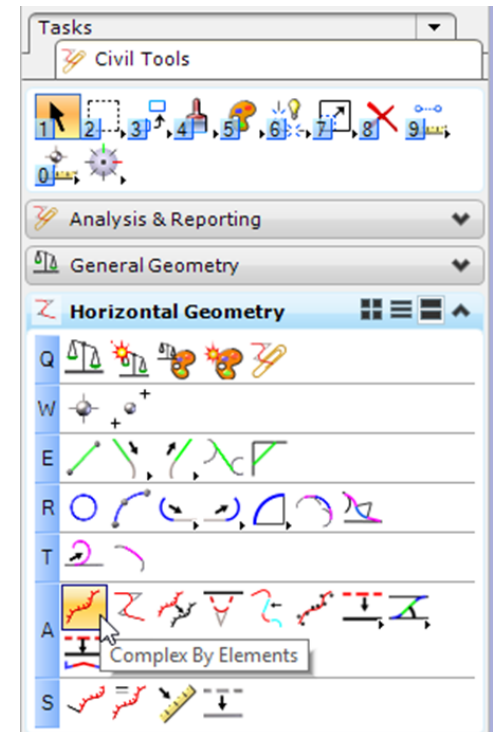 Tasks
Civil Tools
1 2 3 4 5 6 7 8 9
0
Analysis & Reporting
General Geometry
Horizontal Geometry
Q
W
E
R
T
A
Complex By Elements
S